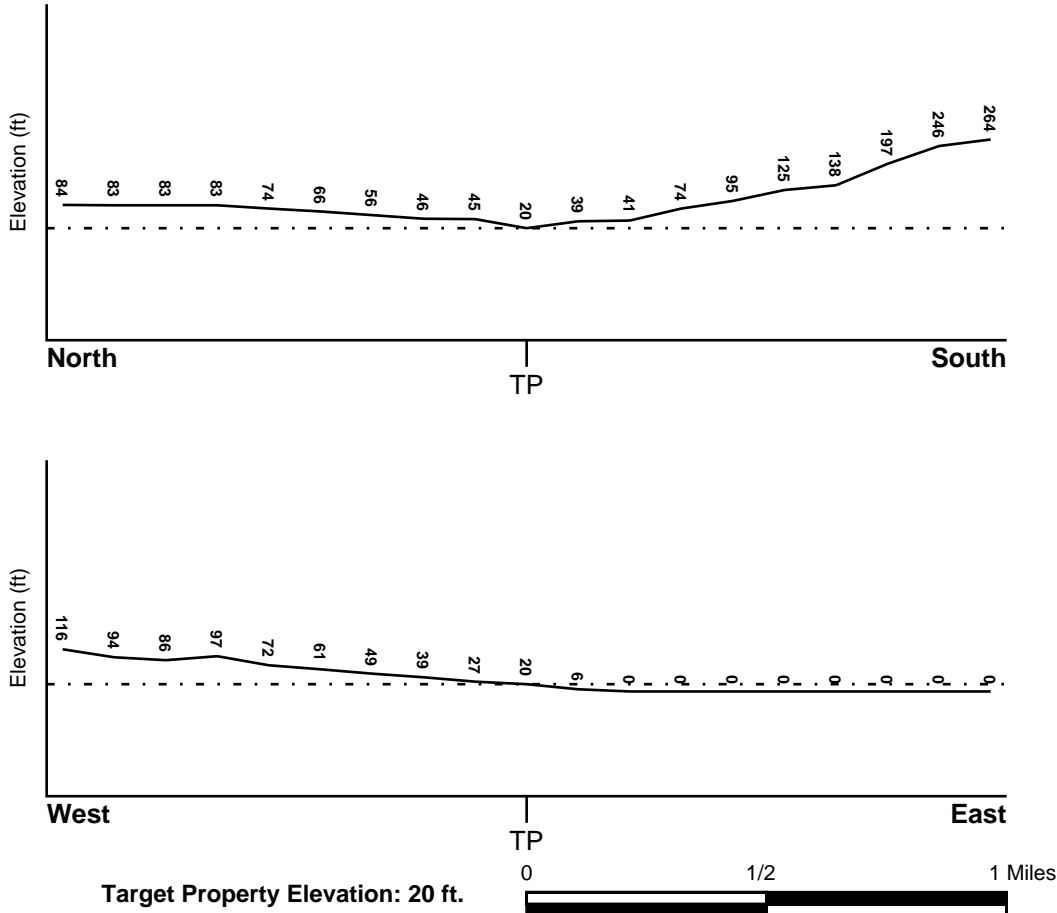 Elevation (ft)
84 83 83 83 74 66 56 46 45 20 39 41 74 95 125 138 197 246 264
North South
TP
Elevation (ft)
116 94 86 97 72 61 49 39 27 20 6 0 0 0 0 0 0 0 0
West East
TP
Target Property Elevation: 20 ft.
0 1/2 1 Miles